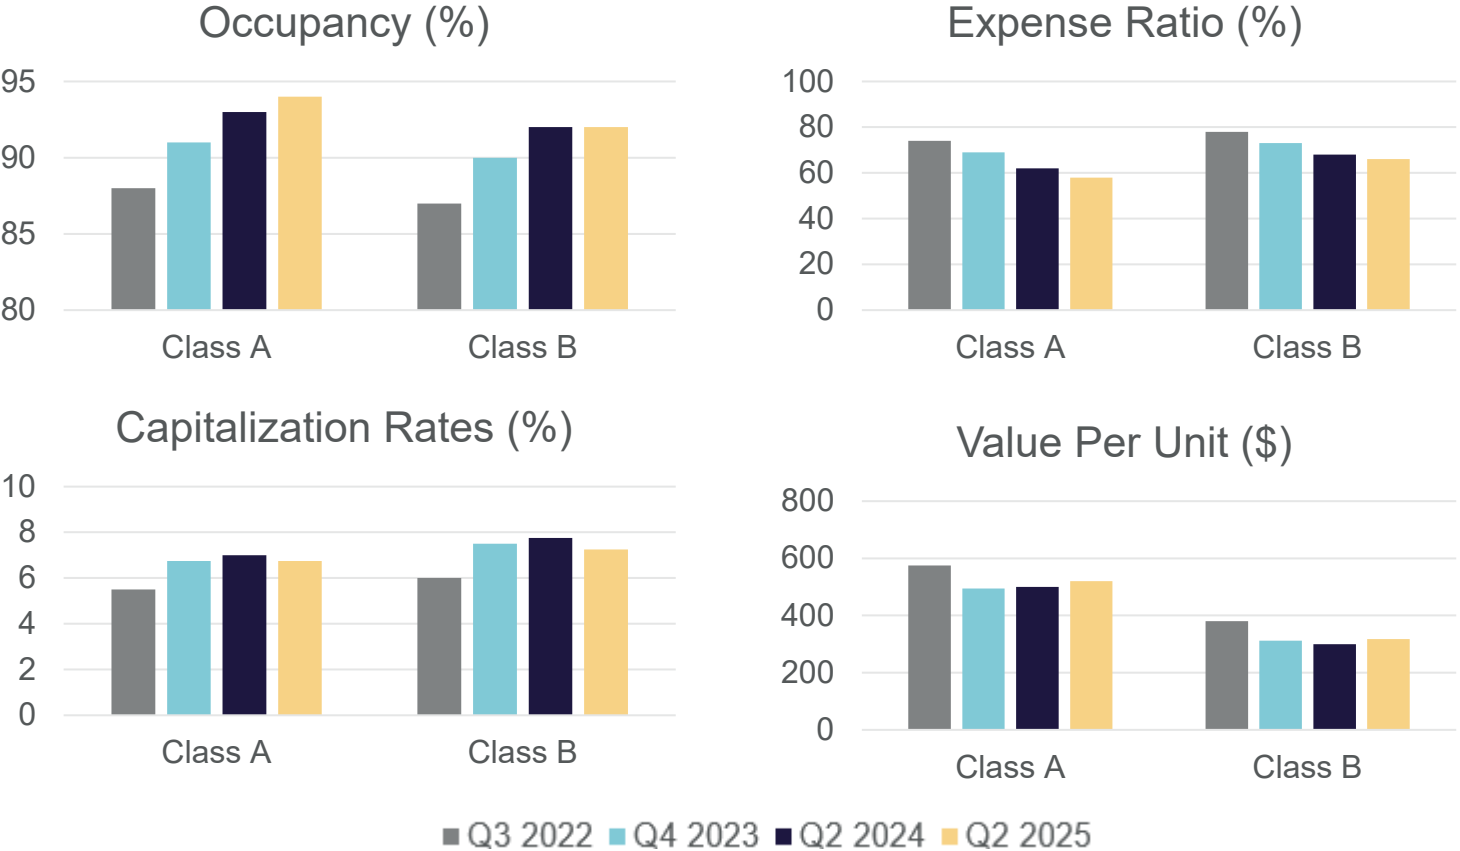 Occupancy (%)
95
90
85
80
Class A Class B
Expense Ratio (%)
100
80
60
40
20
0
Class A Class B
Capitalization Rates (%)
10
8
6
4
2
0
Class A Class B
Value Per Unit ($)
800
600
400
200
0
Class A Class B
Q3 2022 Q4 2023 Q2 2024 Q2 2025